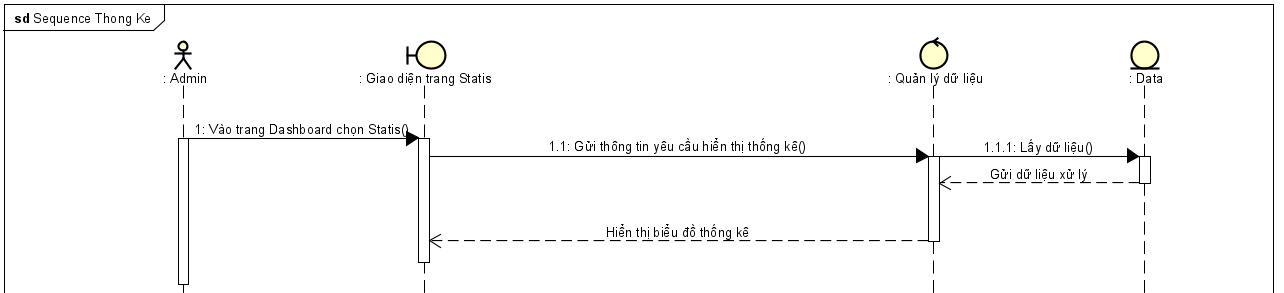 sd Sequence Thong Ke
: Admin
: Giao diện trang Statis
: Quản lý dữ liệu
: Data
1: Vào trang Dashboard chọn Statis()
1.1: Gửi thông tin yêu cầu hiển thị thống kê()
1.1.1: Lấy dữ liệu()
Gửi dữ liệu xử lý
Hiển thị biểu đồ thống kê